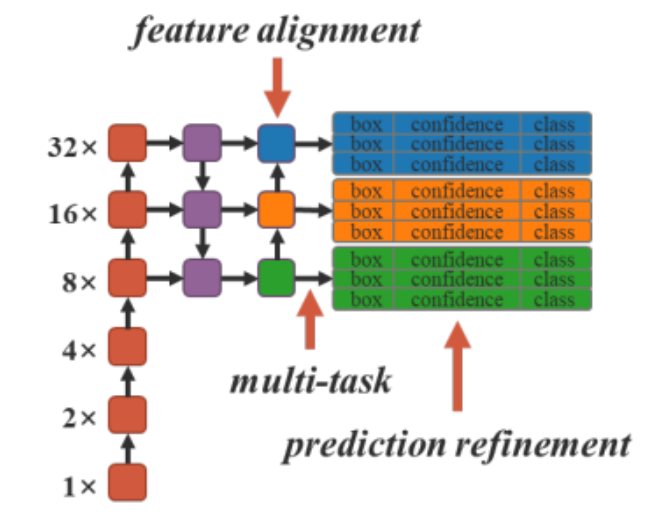 feature alignment
32×
box confidence class
box confidence class
box confidence class
16×
box confidence class
box confidence class
box confidence class
8×
box confidence class
box confidence class
box confidence class
4×
multi-task
2×
prediction refinement
1×